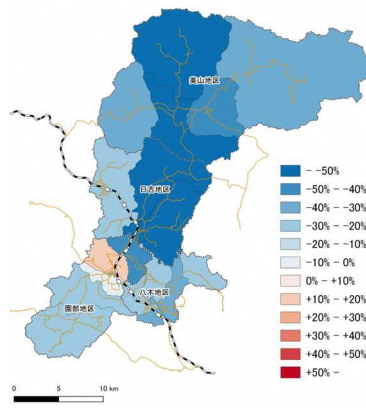 美山地区
日吉地区
八木地区
園部地区
- -50%
-50% - -40%
-40% - -30%
-30% - -20%
-20% - -10%
-10% - 0%
0% - +10%
+10% - +20%
+20% - +30%
+30% - +40%
+40% - +50%
+50% -
0 5 10 km